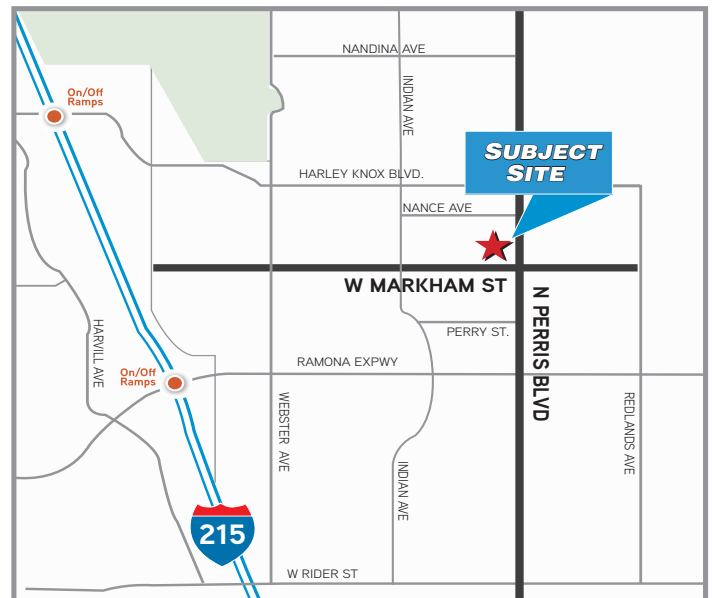 NANDINA AVE
On/Off
Ramps
INDIAN AVE
SUBJECT
SITE
HARLEY KNOX BLVD.
NANCE AVE
W MARKHAM ST
N PERRIS BLVD
HARVILL AVE
PERRY ST.
RAMONA EXPWY
On/Off
Ramps
WEBSTER AVE
REDLANDS AVE
INDIAN AVE
215
W RIDER ST